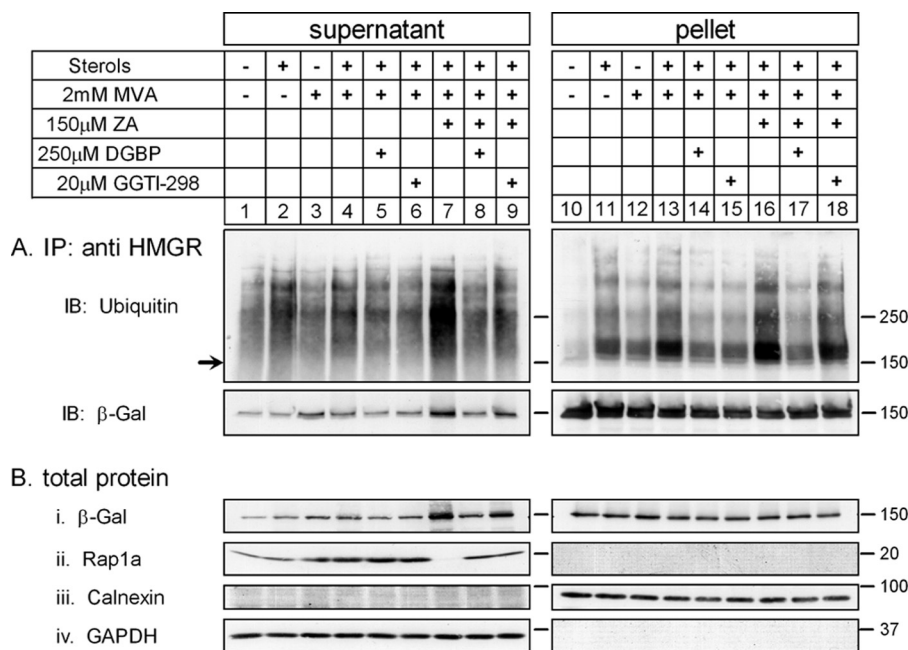 supernatant pellet
Sterols - + - + + + + + + - + - + + + + + +
2mM MVA - - + + + + + + + - - + + + + + + +
150μM ZA + + + + + +
250μM DGBP + + + +
20μM GGTI-298 + + + +
1 2 3 4 5 6 7 8 9 10 11 12 13 14 15 16 17 18
A. IP: anti HMGR
IB: Ubiquitin
250
150
IB: β-Gal 150
B. total protein
i. β-Gal 150
ii. Rap1a 20
iii. Calnexin 100
iv. GAPDH 37